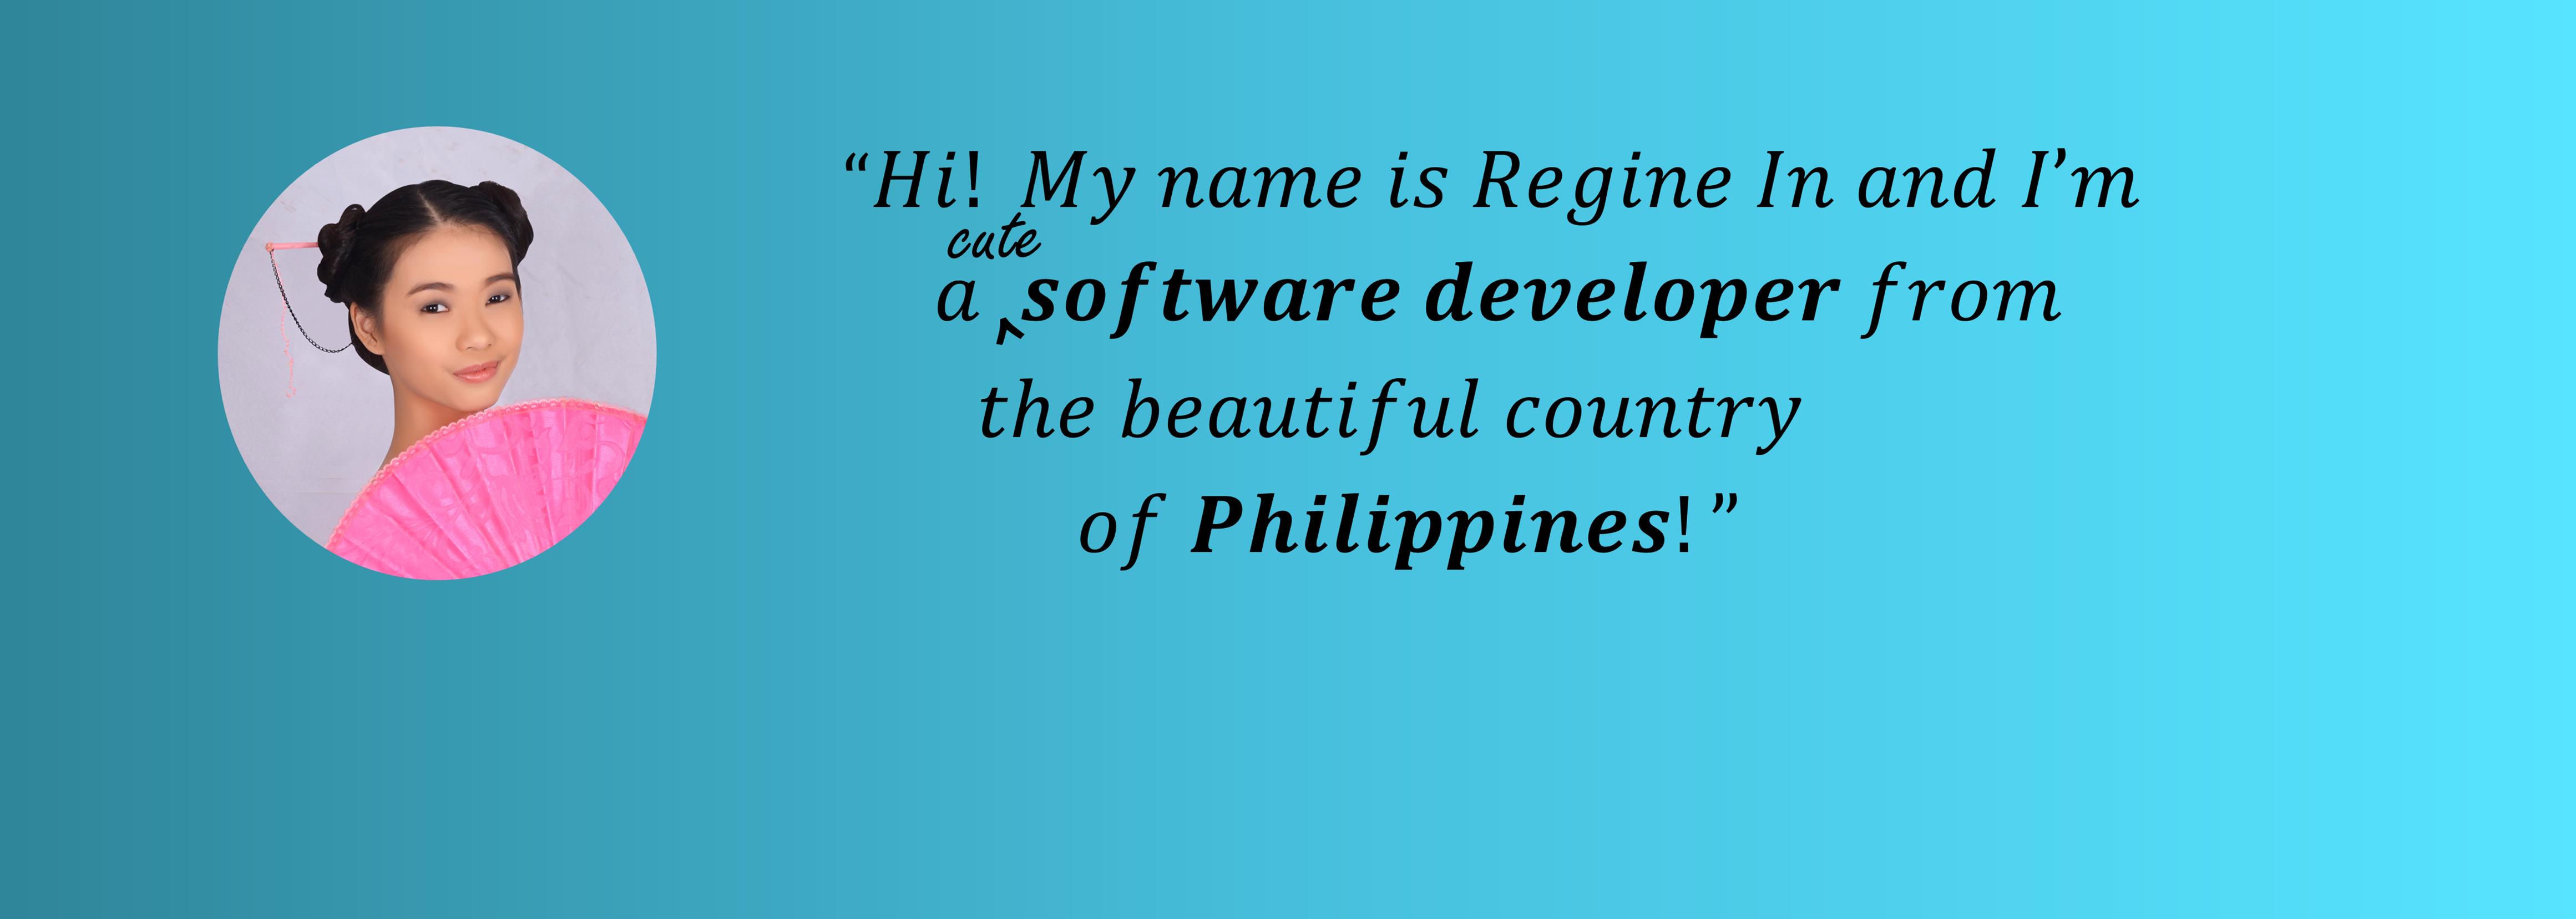 “Hi! My name is Regine In and I’m
cute
a ^ software developer from
the beautiful country
of Philippines!”